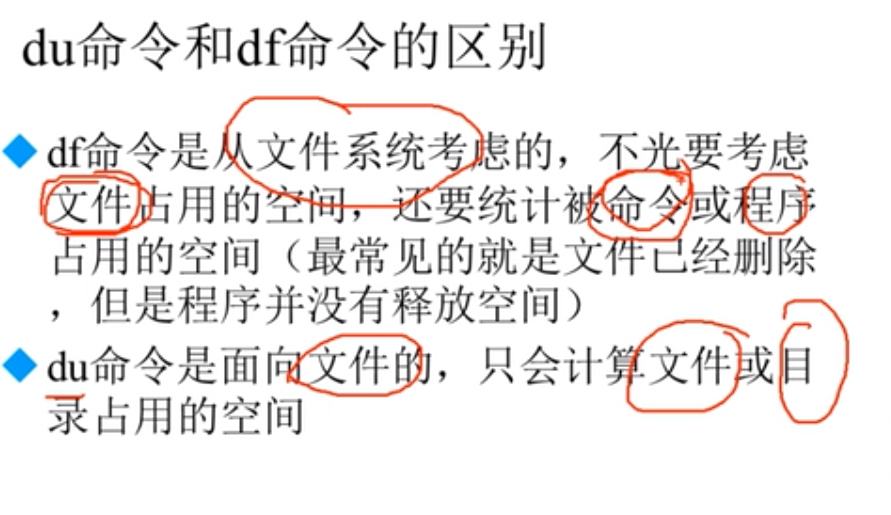 du命令和df命令的区别
df命令是从文件系统考虑的，不光要考虑
文件占用的空间，还要统计被命令或程序
占用的空间（最常见的就是文件已经删除
，但是程序并没有释放空间）
du命令是面向文件的，只会计算文件或目
录占用的空间